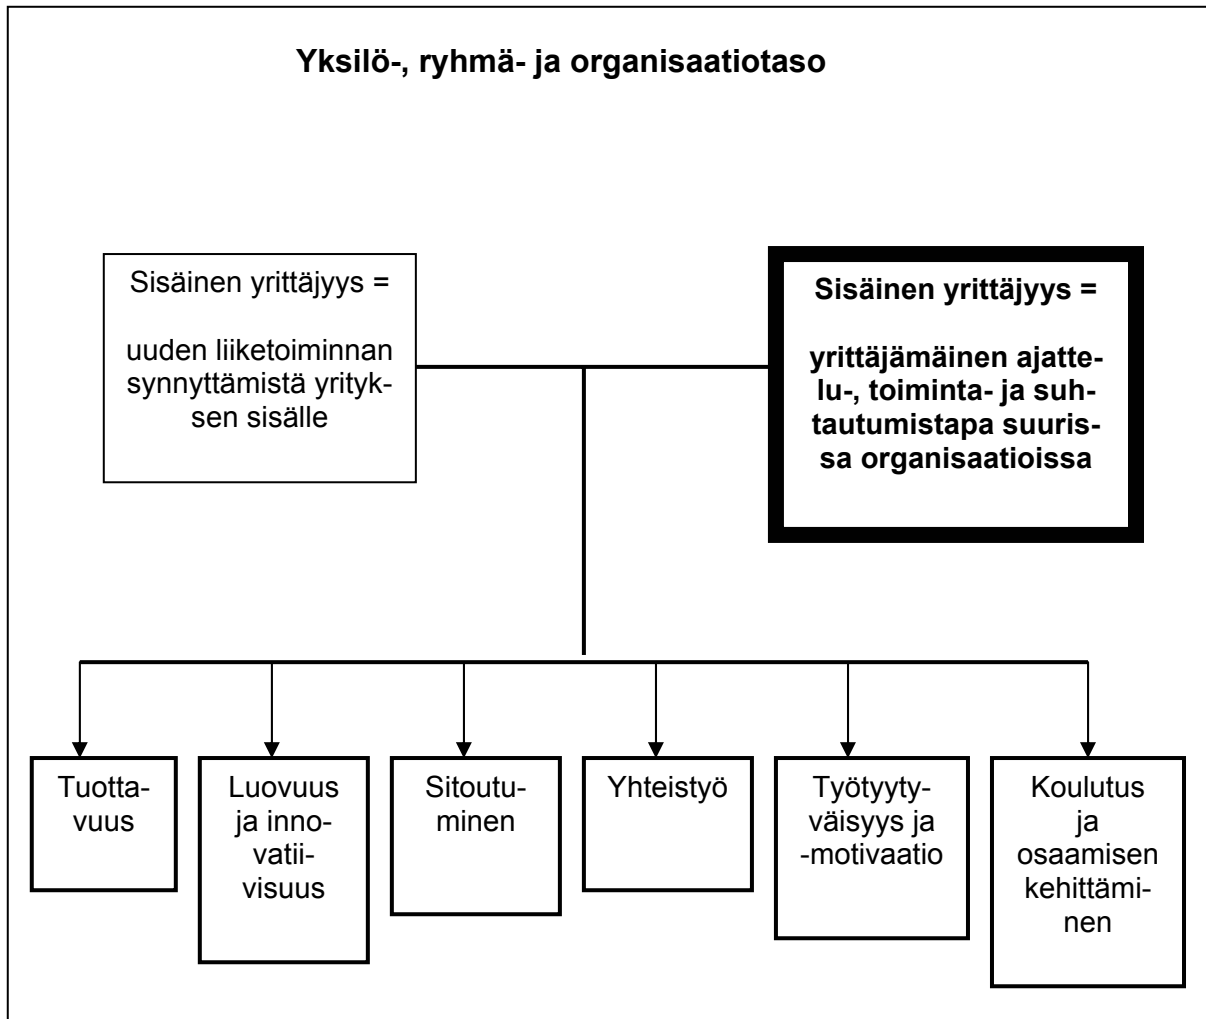 Yksilö-, ryhmä- ja organisaatiotaso
Sisäinen yrittäjyys =
uuden liiketoiminnan
synnyttämistä yrityk-
sen sisälle
Sisäinen yrittäjyys =
yrittäjämäinen ajatte-
lu-, toiminta- ja suh-
tautumistapa suuris-
sa organisaatioissa
Tuotta-
vuus
Luovuus
ja inno-
vatii-
visuus
Sitoutu-
minen
Yhteistyö
Työtyyty-
väisyys ja
-motivaatio
Koulutus
ja
osaamisen
kehittämi-
nen